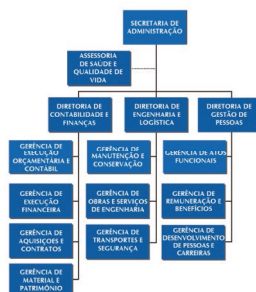 SECRETARIA DE
ADMINISTRAÇÃO
ASSESSORIA
DE SAÚDE E
QUALIDADE DE
VIDA
DIRETORIA DE
CONTABILIDADE E
FINANÇAS
DIRETORIA DE
ENGENHARIA E
LOGÍSTICA
DIRETORIA DE
GESTÃO DE
PESSOAS
GERÊNCIA DE
EXECUÇÃO
ORÇAMENTÁRIA E
CONTÁBIL
GERÊNCIA DE
MANUTENÇÃO E
CONSERVAÇÃO
GERÊNCIA DE ATOS
FUNCIONAIS
GERÊNCIA DE
EXECUÇÃO
FINANCEIRA
GERÊNCIA DE
OBRAS E SERVIÇOS
DE ENGENHARIA
GERÊNCIA DE
REMUNERAÇÃO E
BENEFÍCIOS
GERÊNCIA DE
AQUISIÇÕES E
CONTRATOS
GERÊNCIA DE
TRANSPORTES E
SEGURANÇA
GERÊNCIA DE
DESENVOLVIMENTO
DE PESSOAS E
CARREIRAS
GERÊNCIA DE
MATERIAL E
PATRIMÔNIO